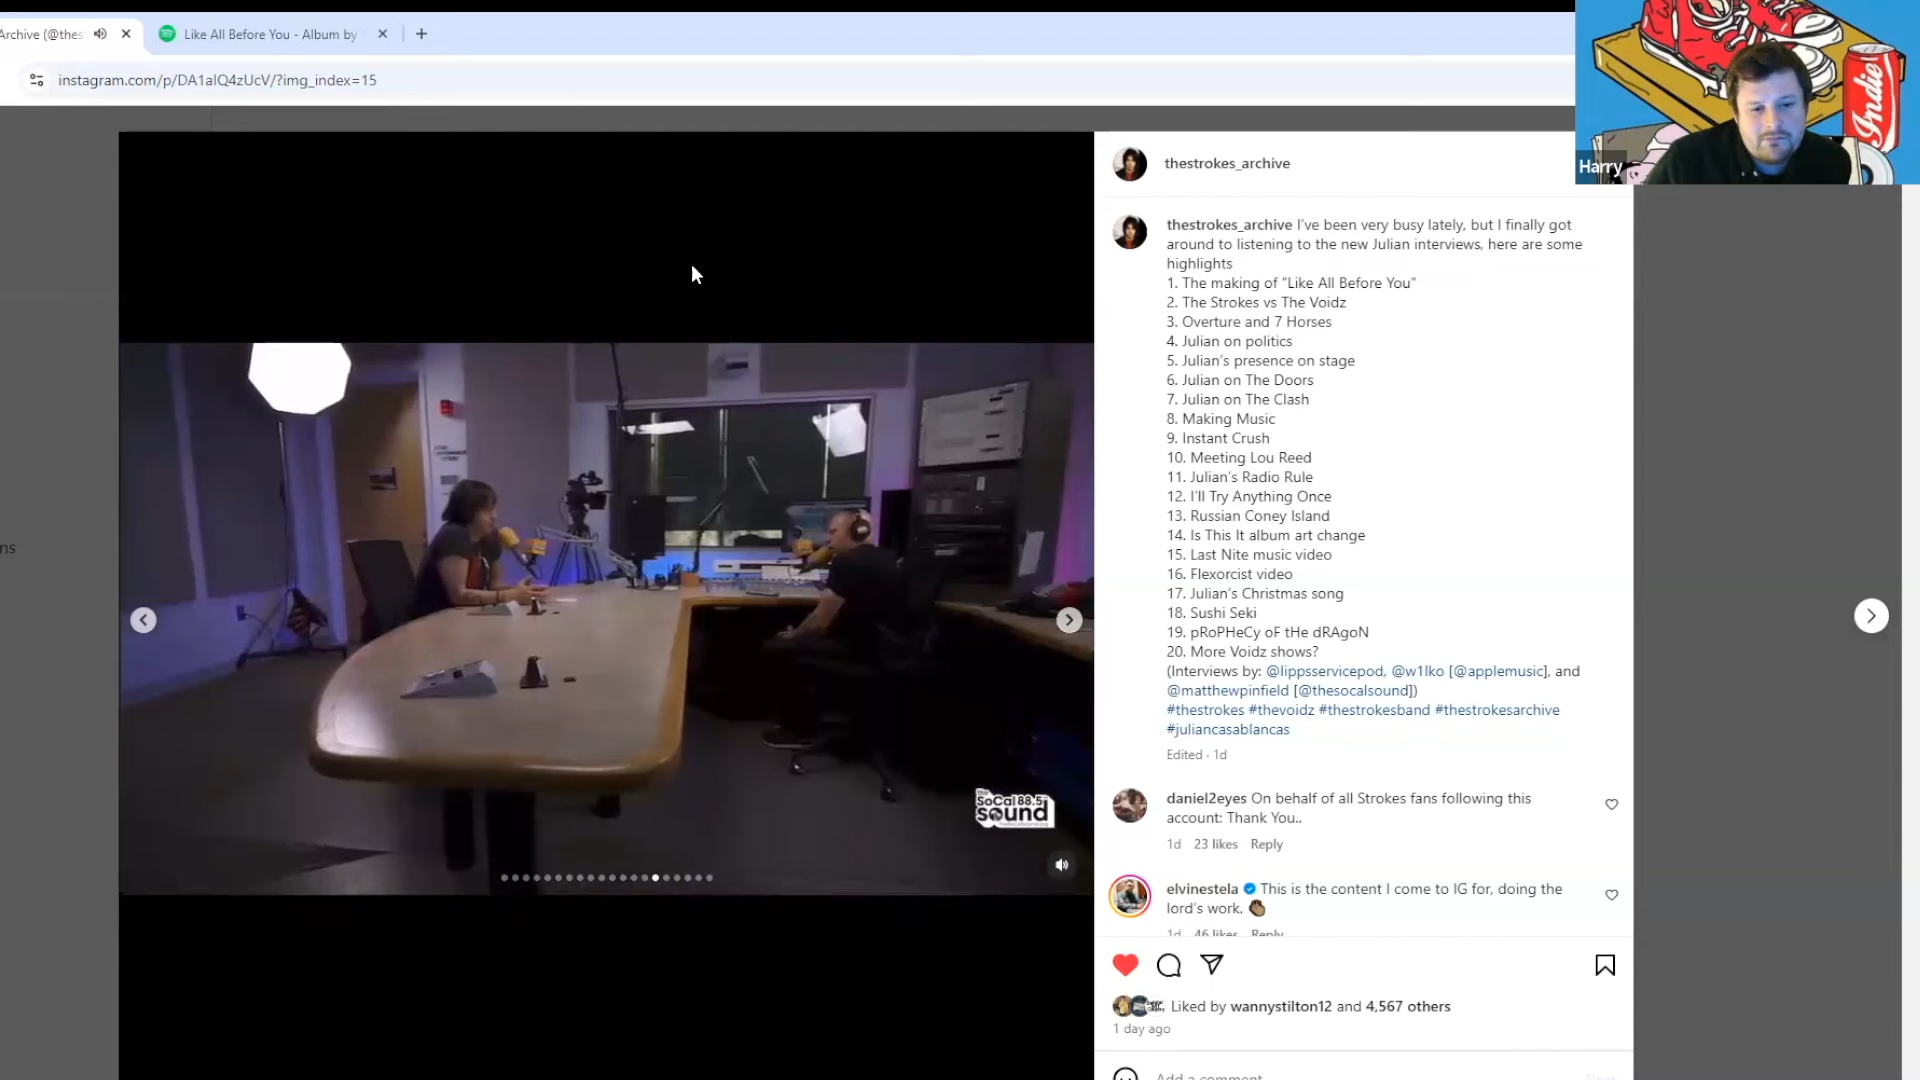 Archive (@thes
Like All Before You - Album by
instagram.com/p/DA1alQ4zUcV/?img_index=15
Indie
Harry
thestrokes_archive
thestrokes_archive I've been very busy lately, but I finally got
around to listening to the new Julian interviews, here are some
highlights
1. The making of "Like All Before You"
2. The Strokes vs The Voidz
3. Overture and 7 Horses
4. Julian on politics
5. Julian's presence on stage
6. Julian on The Doors
7. Julian on The Clash
8. Making Music
9. Instant Crush
10. Meeting Lou Reed
11. Julian's Radio Rule
12. I'll Try Anything Once
13. Russian Coney Island
14. Is This It album art change
15. Last Nite music video
16. Flexorcist video
17. Julian's Christmas song
18. Sushi Seki
19. pRoPHeCy oF tHe dRAgoN
20. More Voidz shows?
(Interviews by: @lippsservicepod, @w1lko [@applemusic], and
@matthewpinfield [@thesocalsound])
#thestrokes #thevoidz #thestrokesband #thestrokesarchive
#juliancasablancas
Edited · 1d
ns
the
SoCal 88.5
sound
daniel2eyes On behalf of all Strokes fans following this
account: Thank You..
1d 23 likes Reply
elvinestela This is the content I come to IG for, doing the
lord's work.
1d 46 likes Reply
Liked by wannystilton12 and 4,567 others
1 day ago
Add a comment